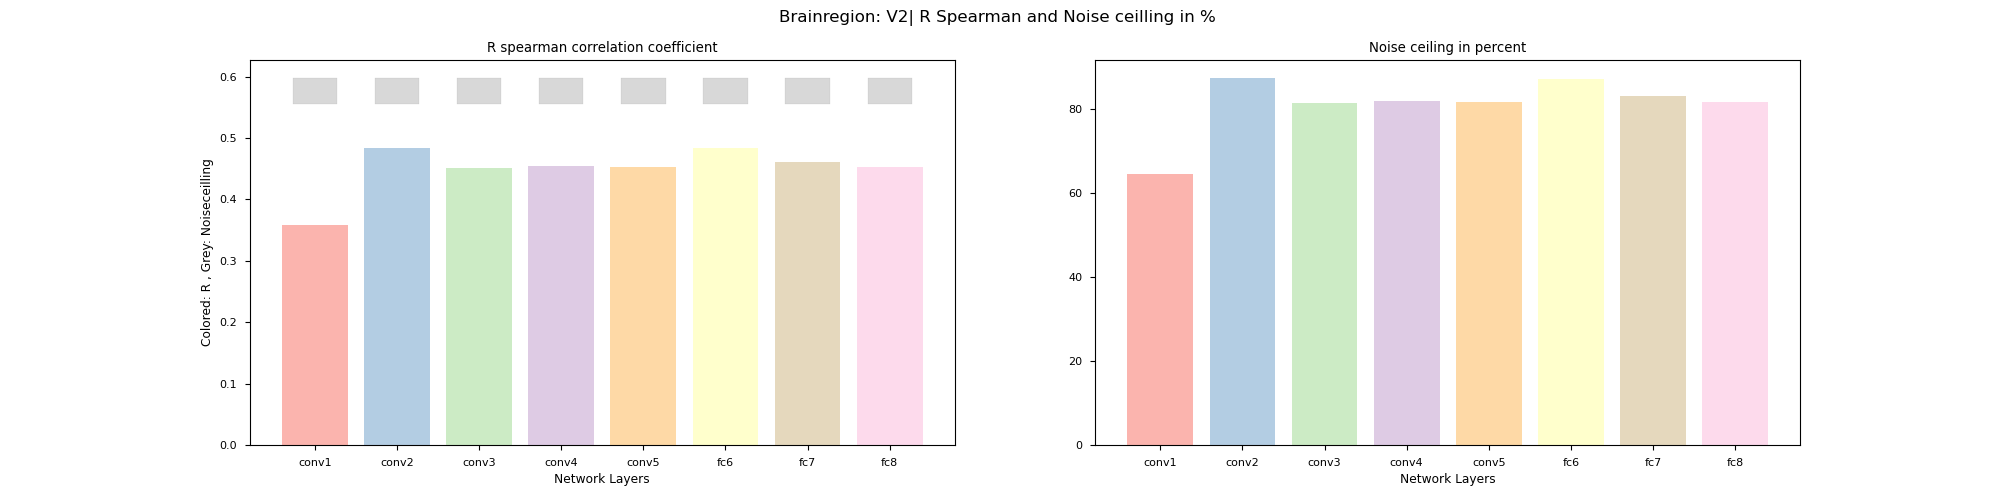 Brainregion: V2| R Spearman and Noise ceilling in %
R spearman correlation coefficient
Colored: R , Grey: Noiseceilling
0.6
0.5
0.4
0.3
0.2
0.1
0.0
conv1 conv2 conv3 conv4 conv5 fc6 fc7 fc8
Network Layers
Noise ceiling in percent
80
60
40
20
0
conv1 conv2 conv3 conv4 conv5 fc6 fc7 fc8
Network Layers